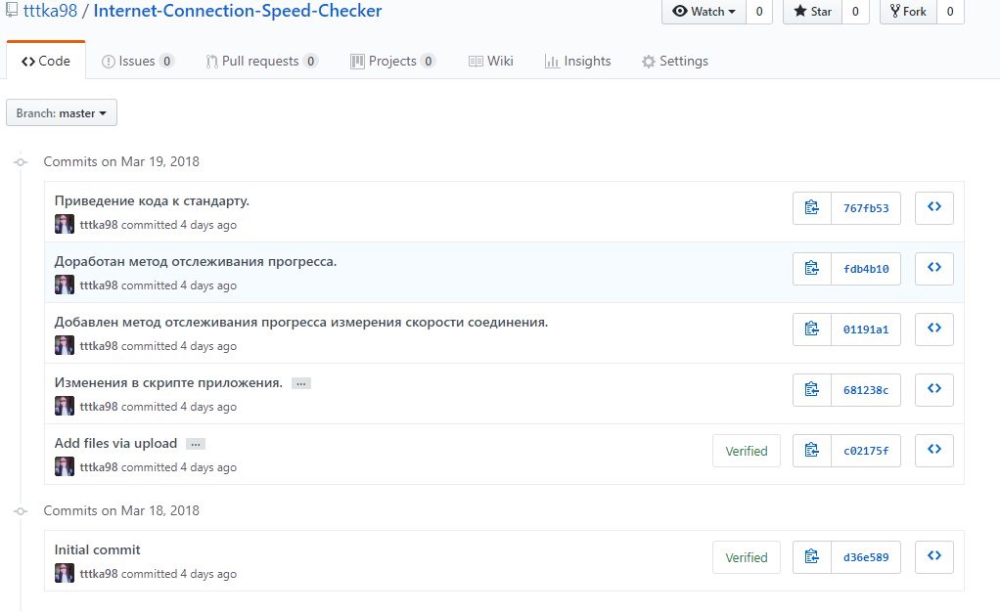 tttka98 / Internet-Connection-Speed-Checker
Watch 0 Star 0 Fork 0
Code Issues 0 Pull requests 0 Projects 0 Wiki Insights Settings
Branch: master
Commits on Mar 19, 2018
Приведение кода к стандарту.
767fb53
tttka98 committed 4 days ago
Доработан метод отслеживания прогресса.
fdb4b10
tttka98 committed 4 days ago
Добавлен метод отслеживания прогресса измерения скорости соединения.
01191a1
tttka98 committed 4 days ago
Изменения в скрипте приложения. …
681238c
tttka98 committed 4 days ago
Add files via upload …
Verified c02175f
tttka98 committed 4 days ago
Commits on Mar 18, 2018
Initial commit
Verified d36e589
tttka98 committed 4 days ago